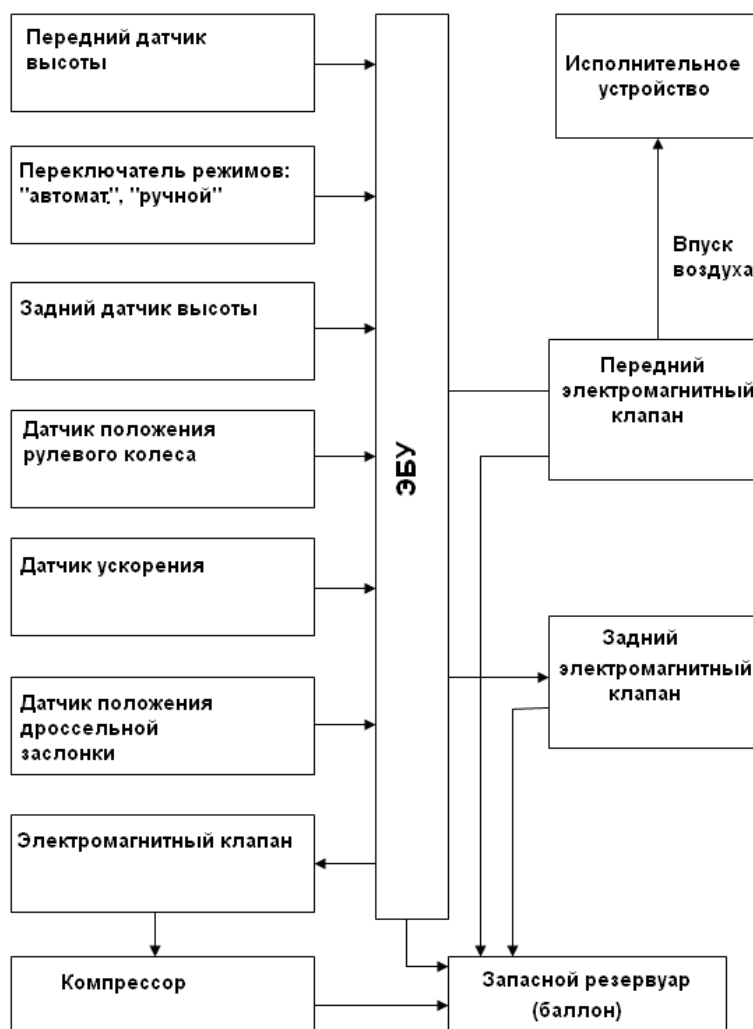 Передний датчик
высоты
Переключатель режимов:
"автомат.", "ручной"
Задний датчик высоты
Датчик положения
рулевого колеса
Датчик ускорения
Датчик положения
дроссельной
заслонки
Электромагнитный клапан
Компрессор
ЭБУ
Исполнительное
устройство
Впуск
воздуха
Передний
электромагнитный
клапан
Задний
электромагнитный
клапан
Запасной резервуар
(баллон)